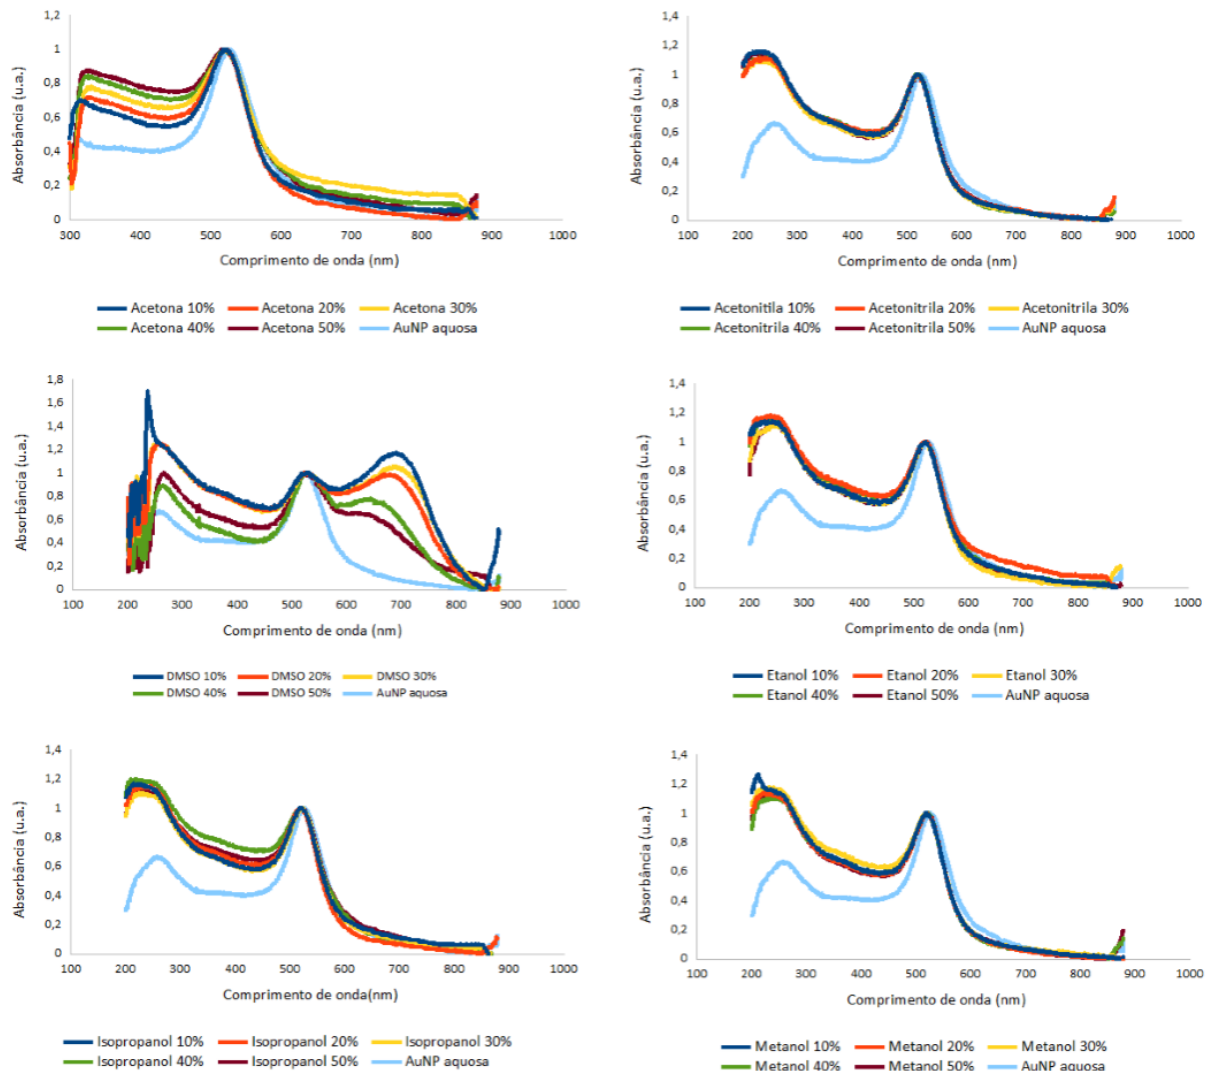 1,2
1
0,8
0,6
0,4
0,2
0
Absorbância (u.a.)
300 400 500 600 700 800 900 1000
Comprimento de onda (nm)
Acetona 10% Acetona 20% Acetona 30%
Acetona 40% Acetona 50% AuNP aquosa
1,4
1,2
1
0,8
0,6
0,4
0,2
0
Absorbância (u.a.)
100 200 300 400 500 600 700 800 900 1000
Comprimento de onda (nm)
Acetonitila 10% Acetonitrila 20% Acetonitrila 30%
Acetonitrila 40% Acetonitrila 50% AuNP aquosa
1,8
1,6
1,4
1,2
1
0,8
0,6
0,4
0,2
0
Absorbância (u.a.)
100 200 300 400 500 600 700 800 900 1000
Comprimento de onda (nm)
DMSO 10% DMSO 20% DMSO 30%
DMSO 40% DMSO 50% AuNP aquosa
1,4
1,2
1
0,8
0,6
0,4
0,2
0
Absorbância (u.a.)
100 200 300 400 500 600 700 800 900 1000
Comprimento de onda (nm)
Etanol 10% Etanol 20% Etanol 30%
Etanol 40% Etanol 50% AuNP aquosa
1,4
1,2
1
0,8
0,6
0,4
0,2
0
Absorbância (u.a.)
100 200 300 400 500 600 700 800 900 1000
Comprimento de onda(nm)
Isopropanol 10% Isopropanol 20% Isopropanol 30%
Isopropanol 40% Isopropanol 50% AuNP aquosa
1,4
1,2
1
0,8
0,6
0,4
0,2
0
Absorbância (u.a.)
100 200 300 400 500 600 700 800 900 1000
Comprimento de onda (nm)
Metanol 10% Metanol 20% Metanol 30%
Metanol 40% Metanol 50% AuNP aquosa